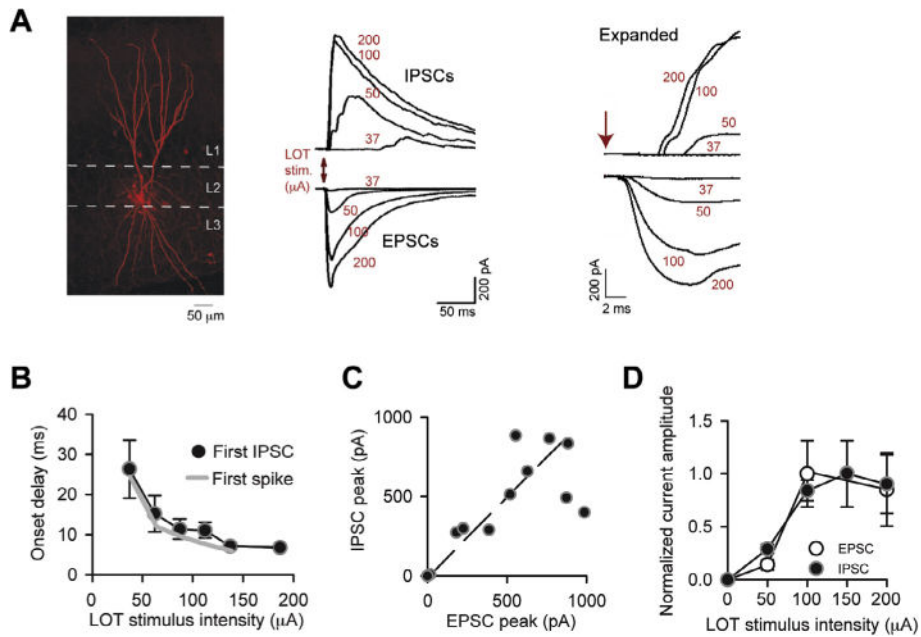 A
L1
L2
L3
50 μm
200
100
50
37
IPSCs
LOT
stim.
(μA)
37
50
100
200
EPSCs
200 pA
50 ms
Expanded
200
100
50
37
37
50
100
200
200 pA
2 ms
B
Onset delay (ms)
40
30
20
10
0
First IPSC
First spike
0 50 100 150 200
LOT stimulus intensity (μA)
C
IPSC peak (pA)
1000
500
0
0 500 1000
EPSC peak (pA)
D
Normalized current amplitude
1.5
1.0
0.5
0.0
EPSC
IPSC
0 50 100 150 200
LOT stimulus intensity (μA)